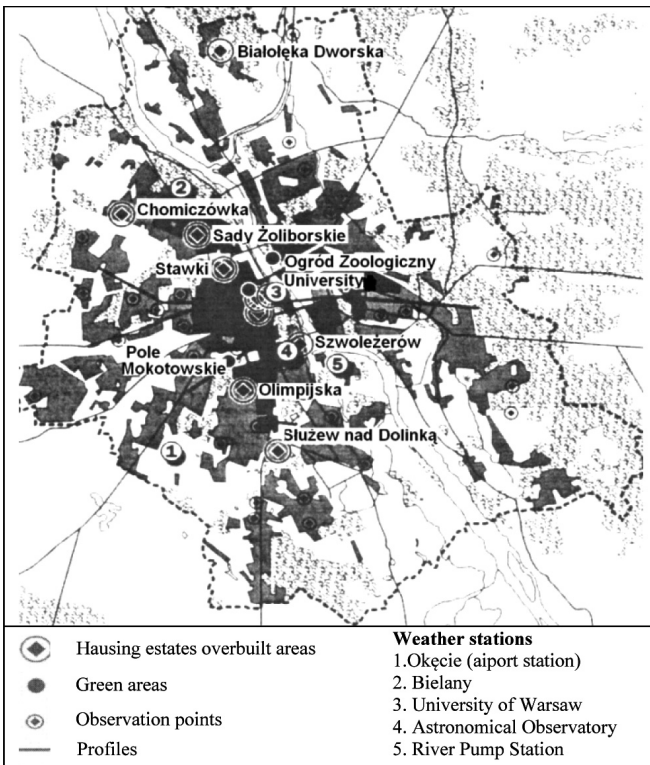 Białołęka Dworska
2
Chomiczówka
Sady Żoliborskie
Stawki
Ogród Zoologiczny
University
3
Szwoleżerów
4
5
Pole
Mokotowskie
Olimpijska
Służew nad Dolinką
1
Hausing estates overbuilt areas
Green areas
Observation points
Profiles
Weather stations
1.Okęcie (aiport station)
2. Bielany
3. University of Warsaw
4. Astronomical Observatory
5. River Pump Station